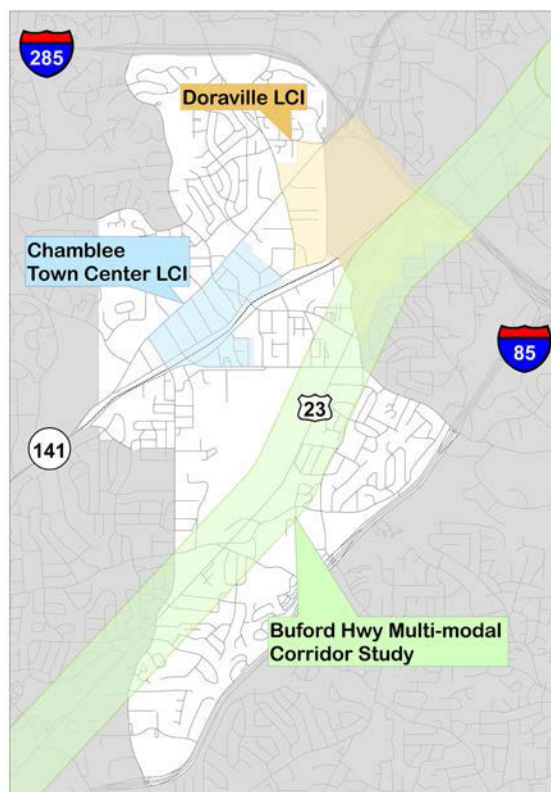 285
Doraville LCI
Chamblee
Town Center LCI
85
23
141
Buford Hwy Multi-modal
Corridor Study